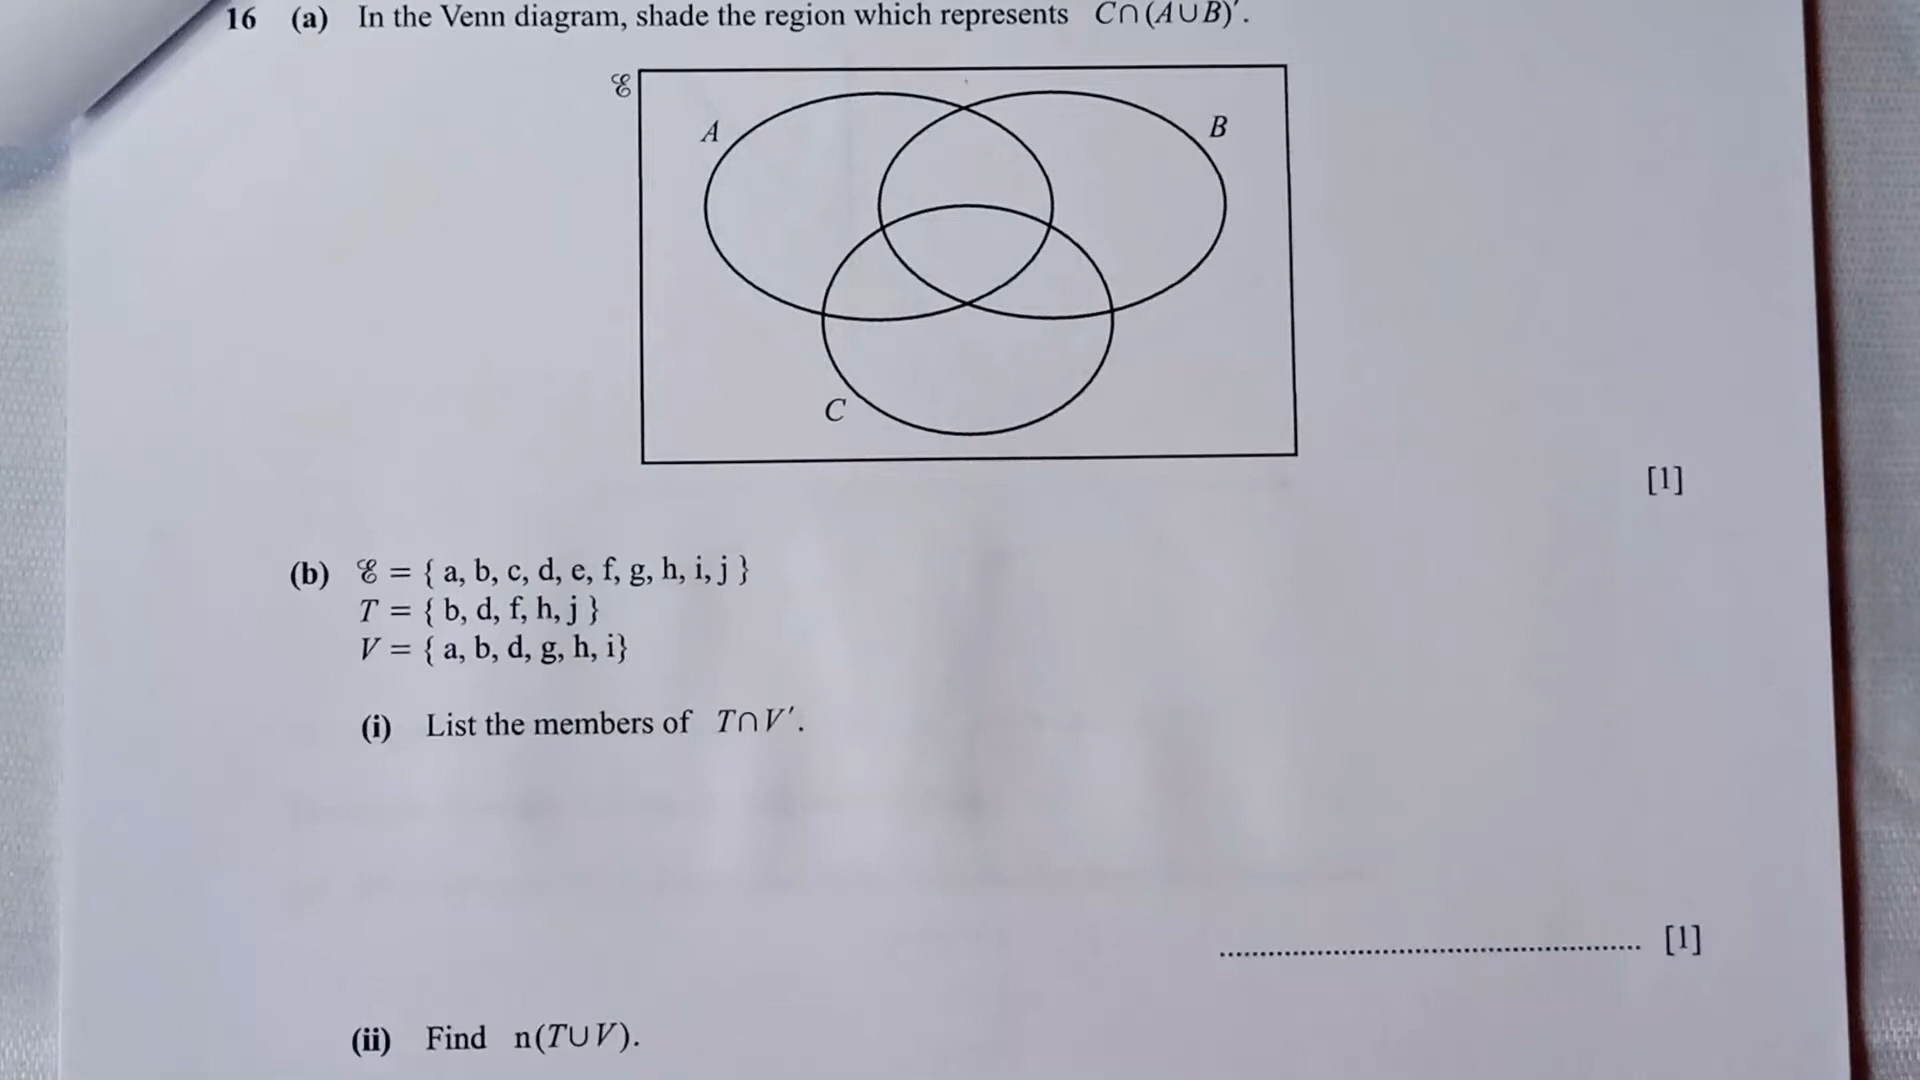 16 (a) In the Venn diagram, shade the region which represents C∩(A∪B)′.
ℰ
A
B
C
[1]
(b) ℰ = { a, b, c, d, e, f, g, h, i, j }
T = { b, d, f, h, j }
V = { a, b, d, g, h, i}
(i) List the members of T∩V′.
.................................................. [1]
(ii) Find n(T∪V).